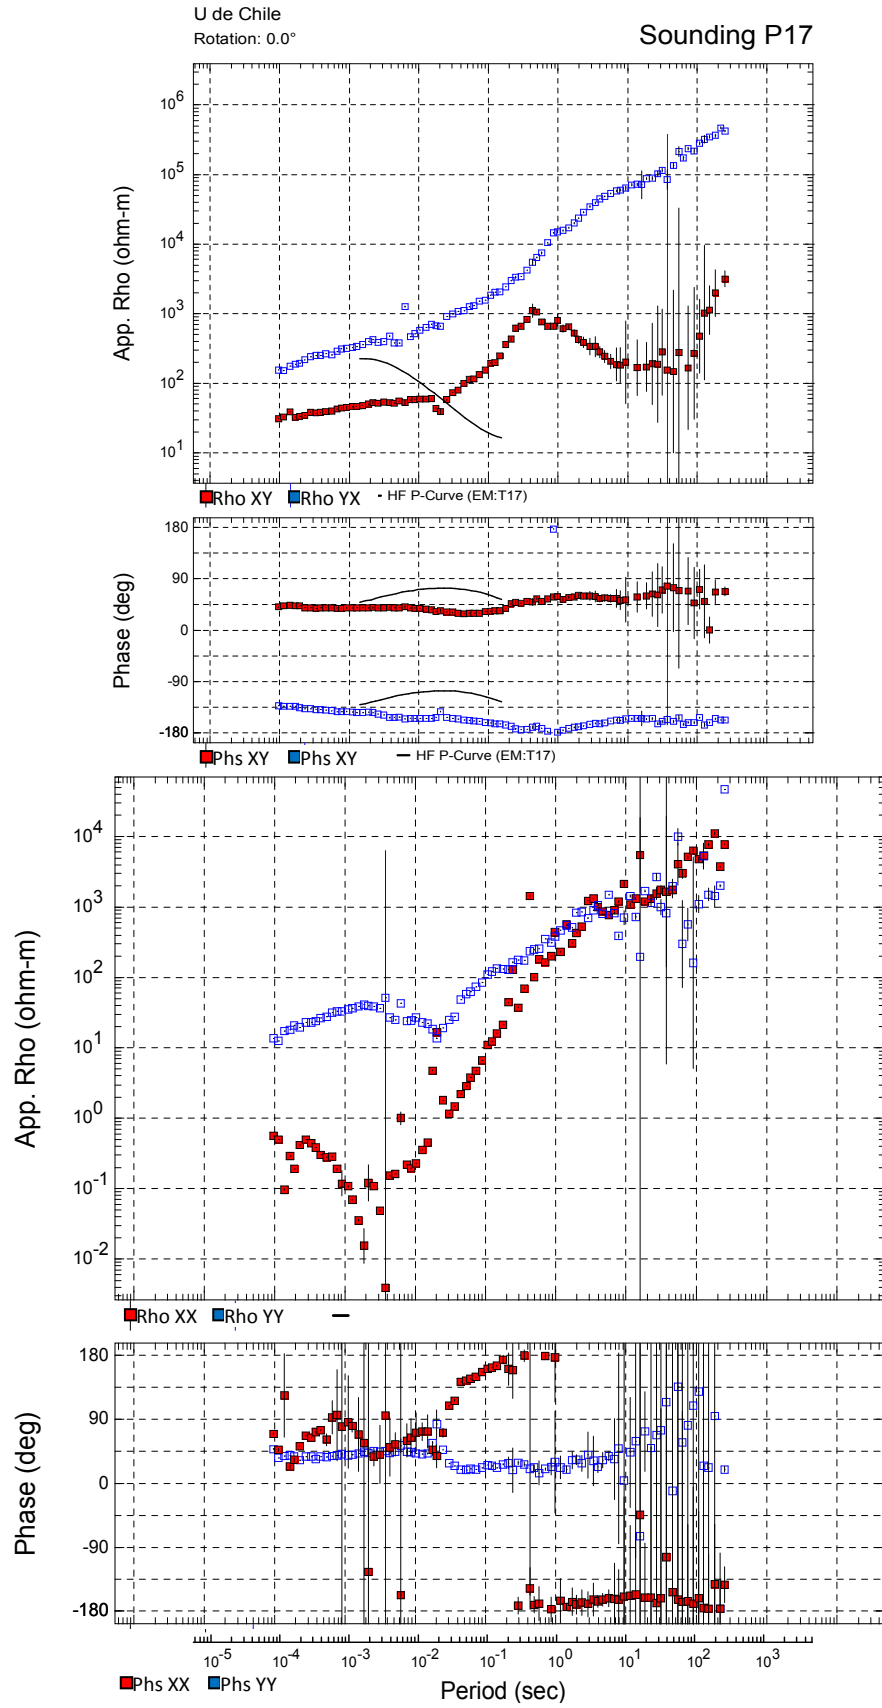 U de Chile
Rotation: 0.0°
Sounding P17
App. Rho (ohm-m)
10^6
10^5
10^4
10^3
10^2
10^1
Rho XY Rho YX - HF P-Curve (EM:T17)
Phase (deg)
180
90
0
-90
-180
Phs XY Phs XY — HF P-Curve (EM:T17)
App. Rho (ohm-m)
10^4
10^3
10^2
10^1
10^0
10^-1
10^-2
Rho XX Rho YY
Phase (deg)
180
90
0
-90
-180
10^-5 10^-4 10^-3 10^-2 10^-1 10^0 10^1 10^2 10^3
Phs XX Phs YY Period (sec)